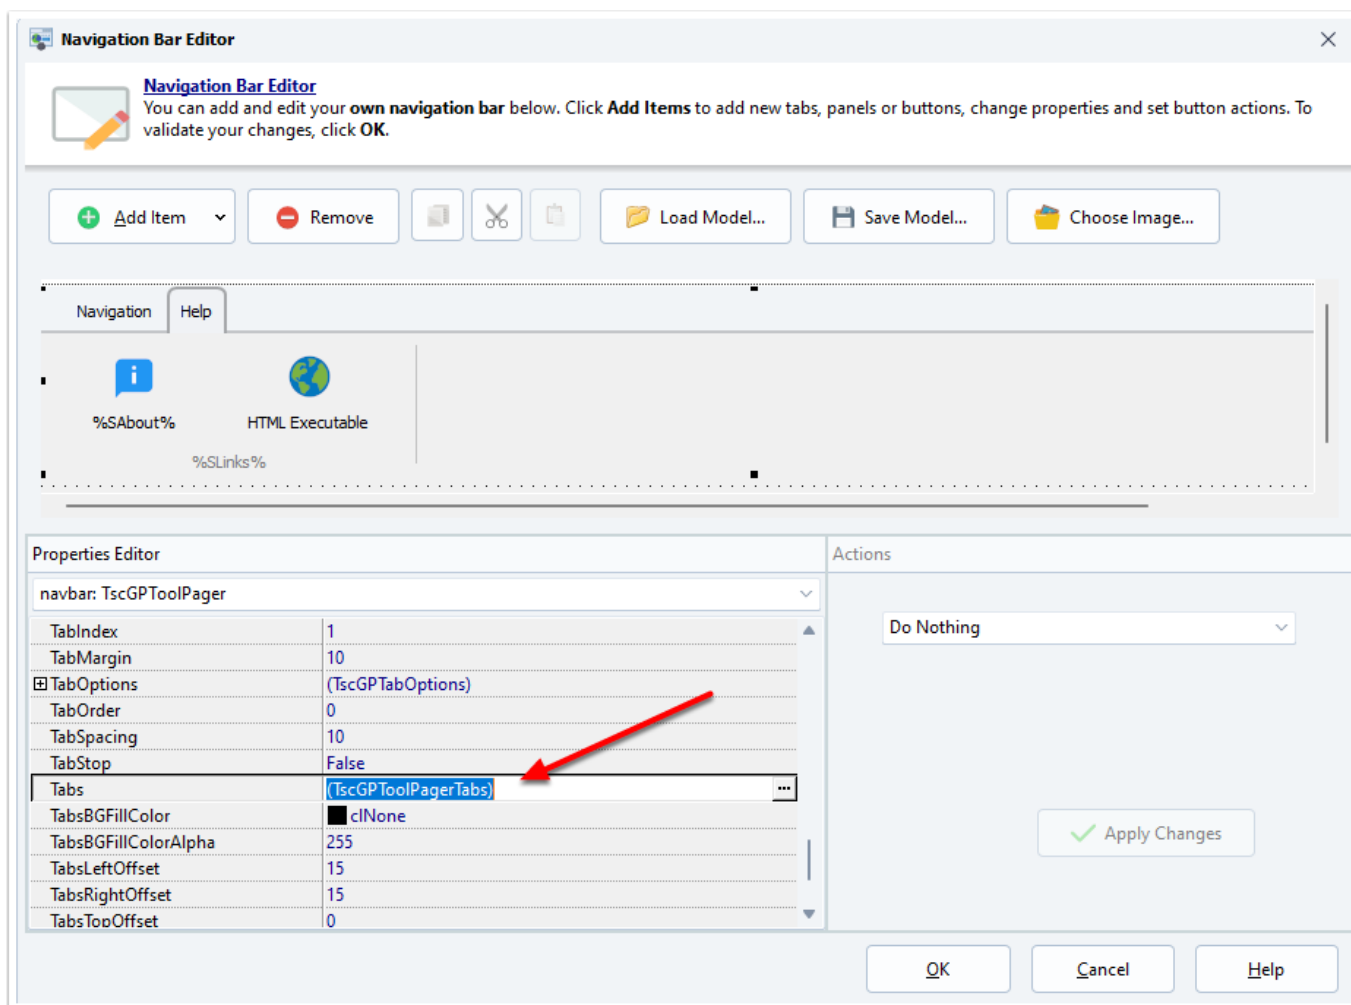 Navigation Bar Editor
Navigation Bar Editor
You can add and edit your own navigation bar below. Click Add Items to add new tabs, panels or buttons, change properties and set button actions. To
validate your changes, click OK.
Add Item
Remove
Load Model...
Save Model...
Choose Image...
Navigation
Help
%SAbout%
HTML Executable
%SLinks%
Properties Editor
Actions
navbar: TscGPToolPager
Do Nothing
TabIndex 1
TabMargin 10
TabOptions (TscGPTabOptions)
TabOrder 0
TabSpacing 10
TabStop False
Tabs (TscGPToolPagerTabs) ...
TabsBGFillColor clNone
TabsBGFillColorAlpha 255
TabsLeftOffset 15
TabsRightOffset 15
TabsTopOffset 0
Apply Changes
OK
Cancel
Help